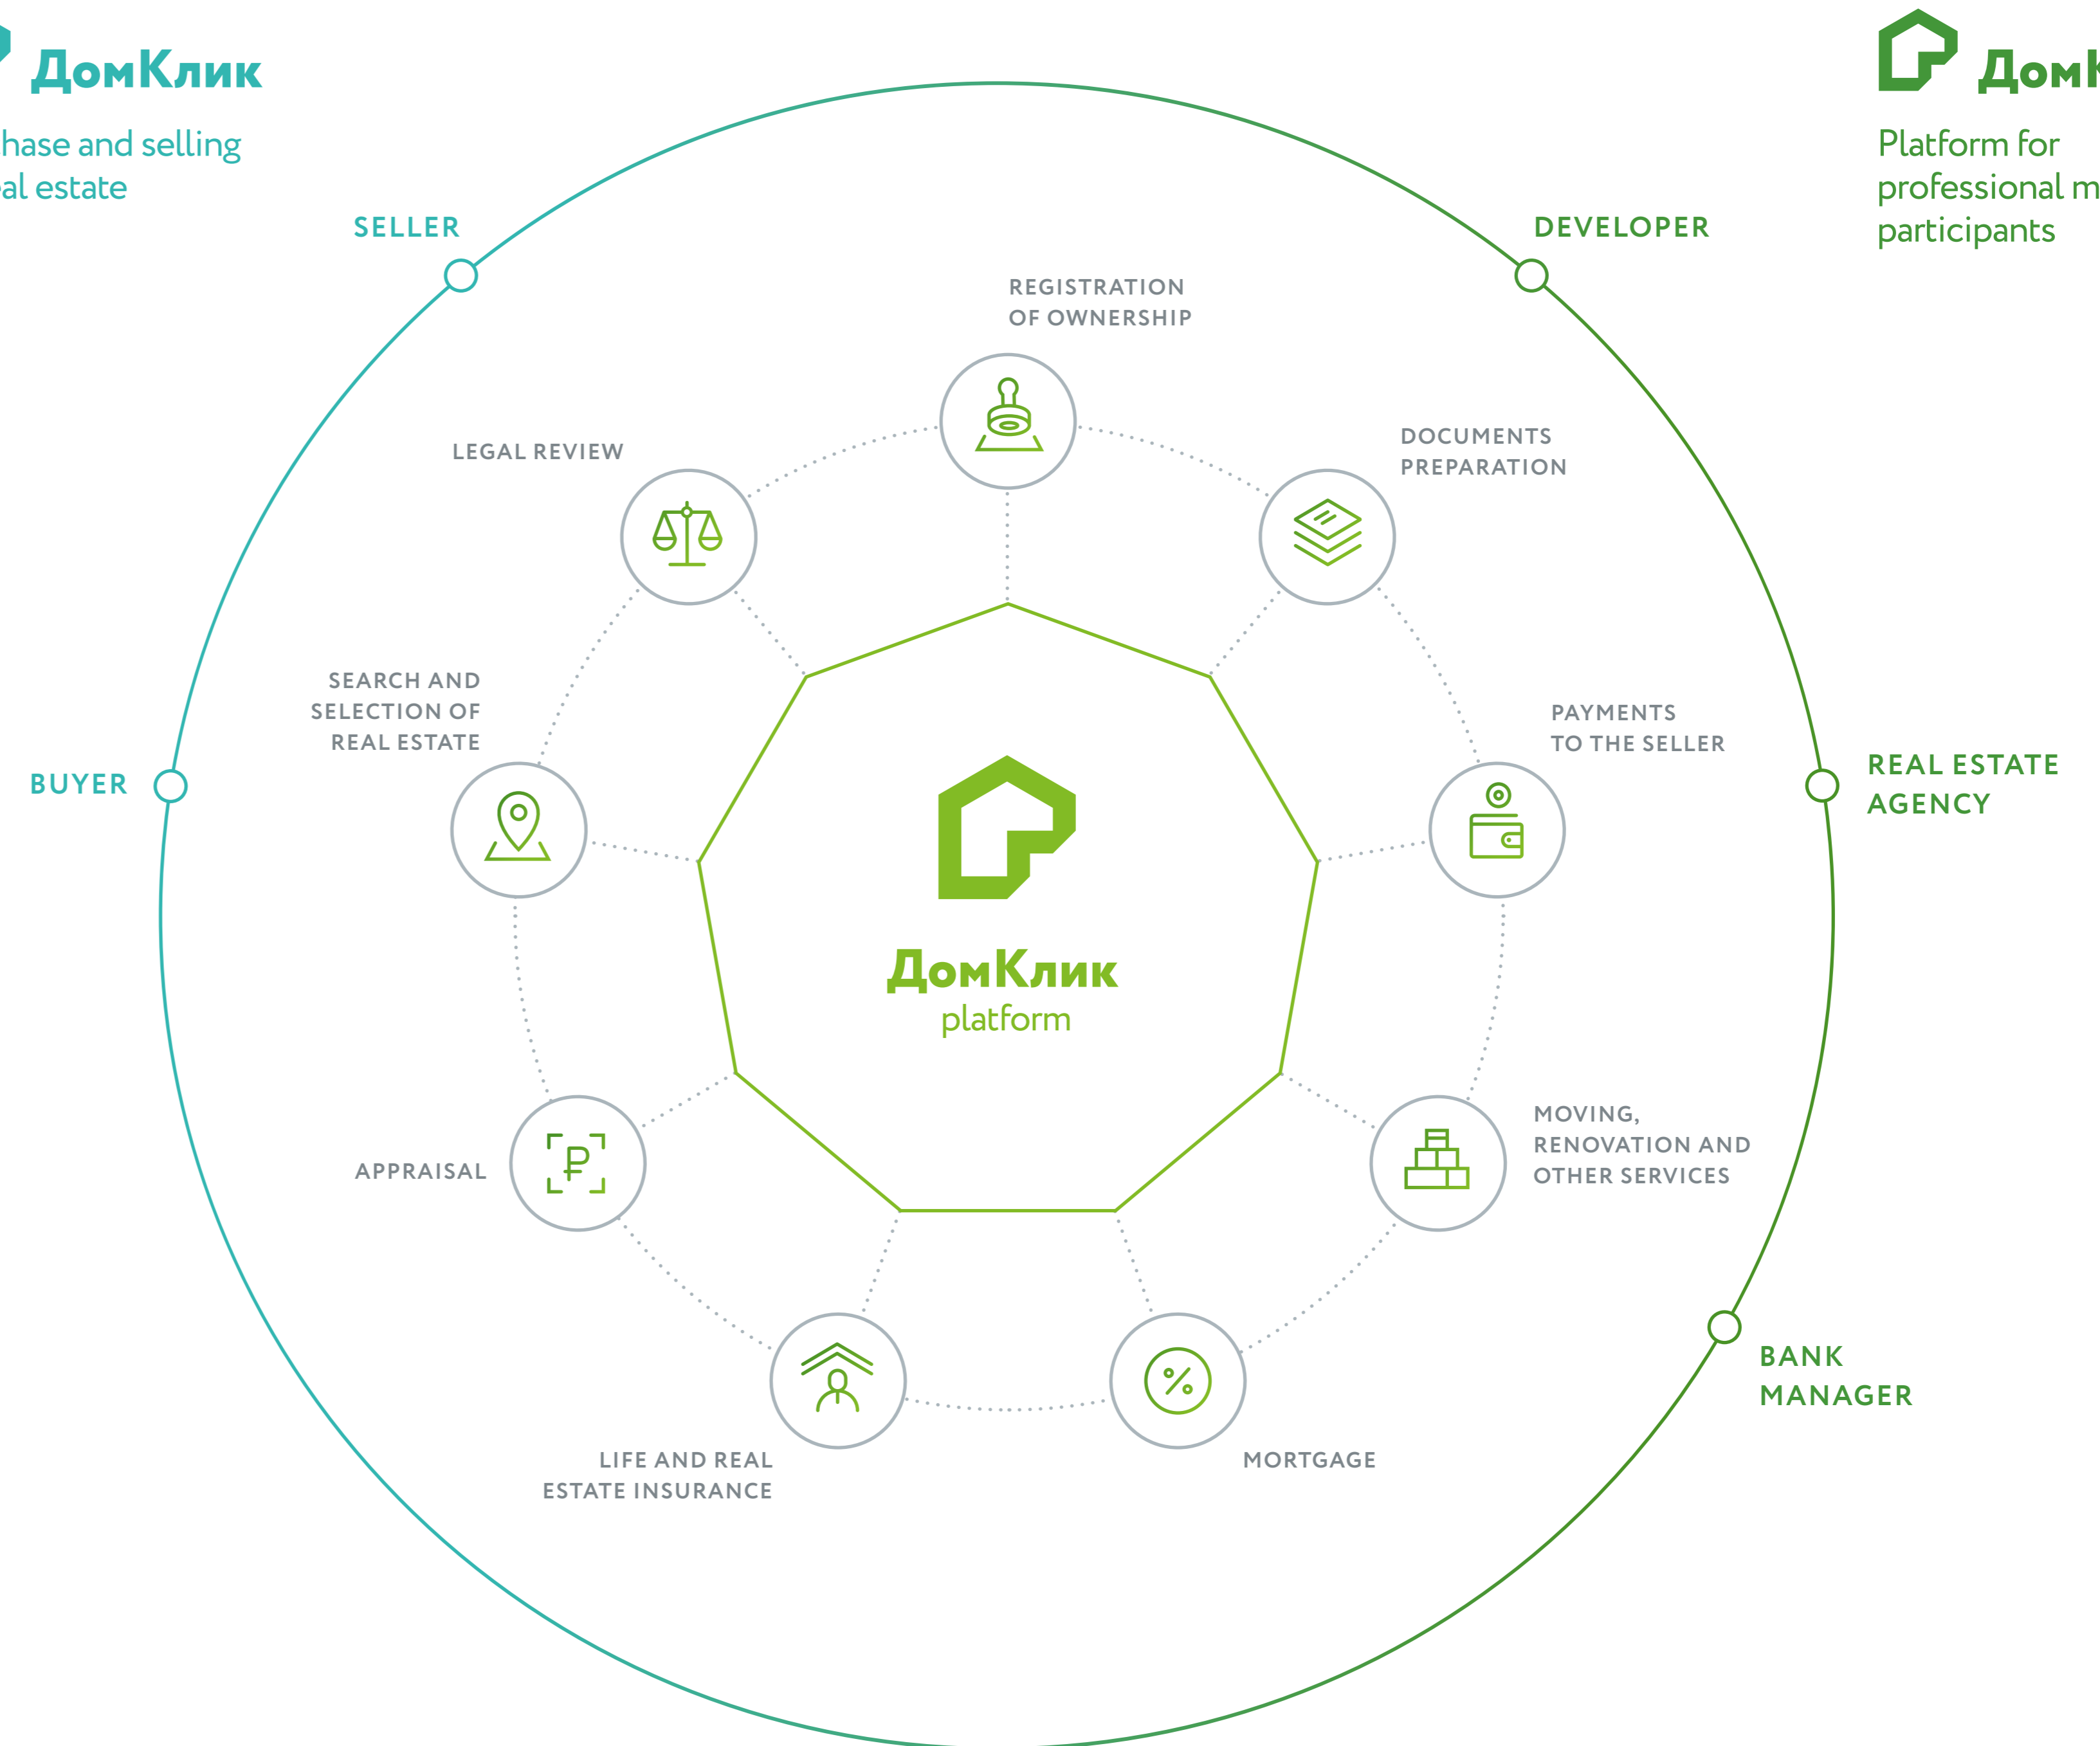 ДомКлик
hase and selling
al estate
ДомК
Platform for
professional m
participants
SELLER
DEVELOPER
REGISTRATION
OF OWNERSHIP
LEGAL REVIEW
DOCUMENTS
PREPARATION
SEARCH AND
SELECTION OF
REAL ESTATE
PAYMENTS
TO THE SELLER
BUYER
REAL ESTATE
AGENCY
ДомКлик
platform
APPRAISAL
MOVING,
RENOVATION AND
OTHER SERVICES
BANK
MANAGER
LIFE AND REAL
ESTATE INSURANCE
MORTGAGE